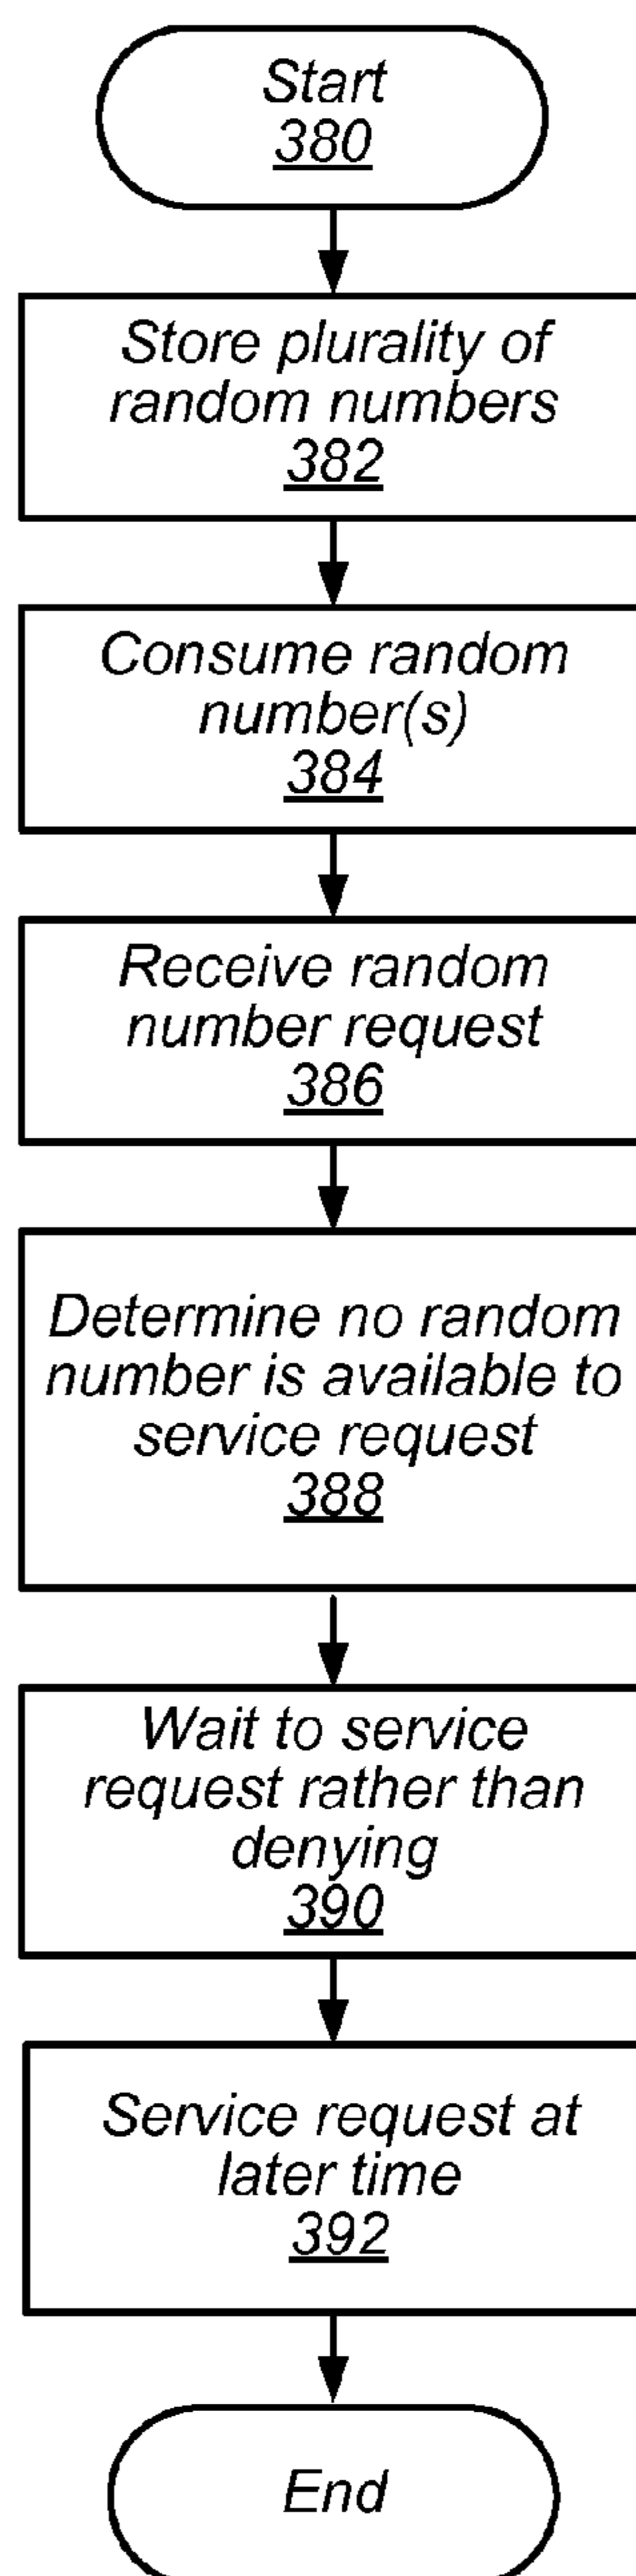 Start
380
Store plurality of
random numbers
382
Consume random
number(s)
384
Receive random
number request
386
Determine no random
number is available to
service request
388
Wait to service
request rather than
denying
390
Service request at
later time
392
End